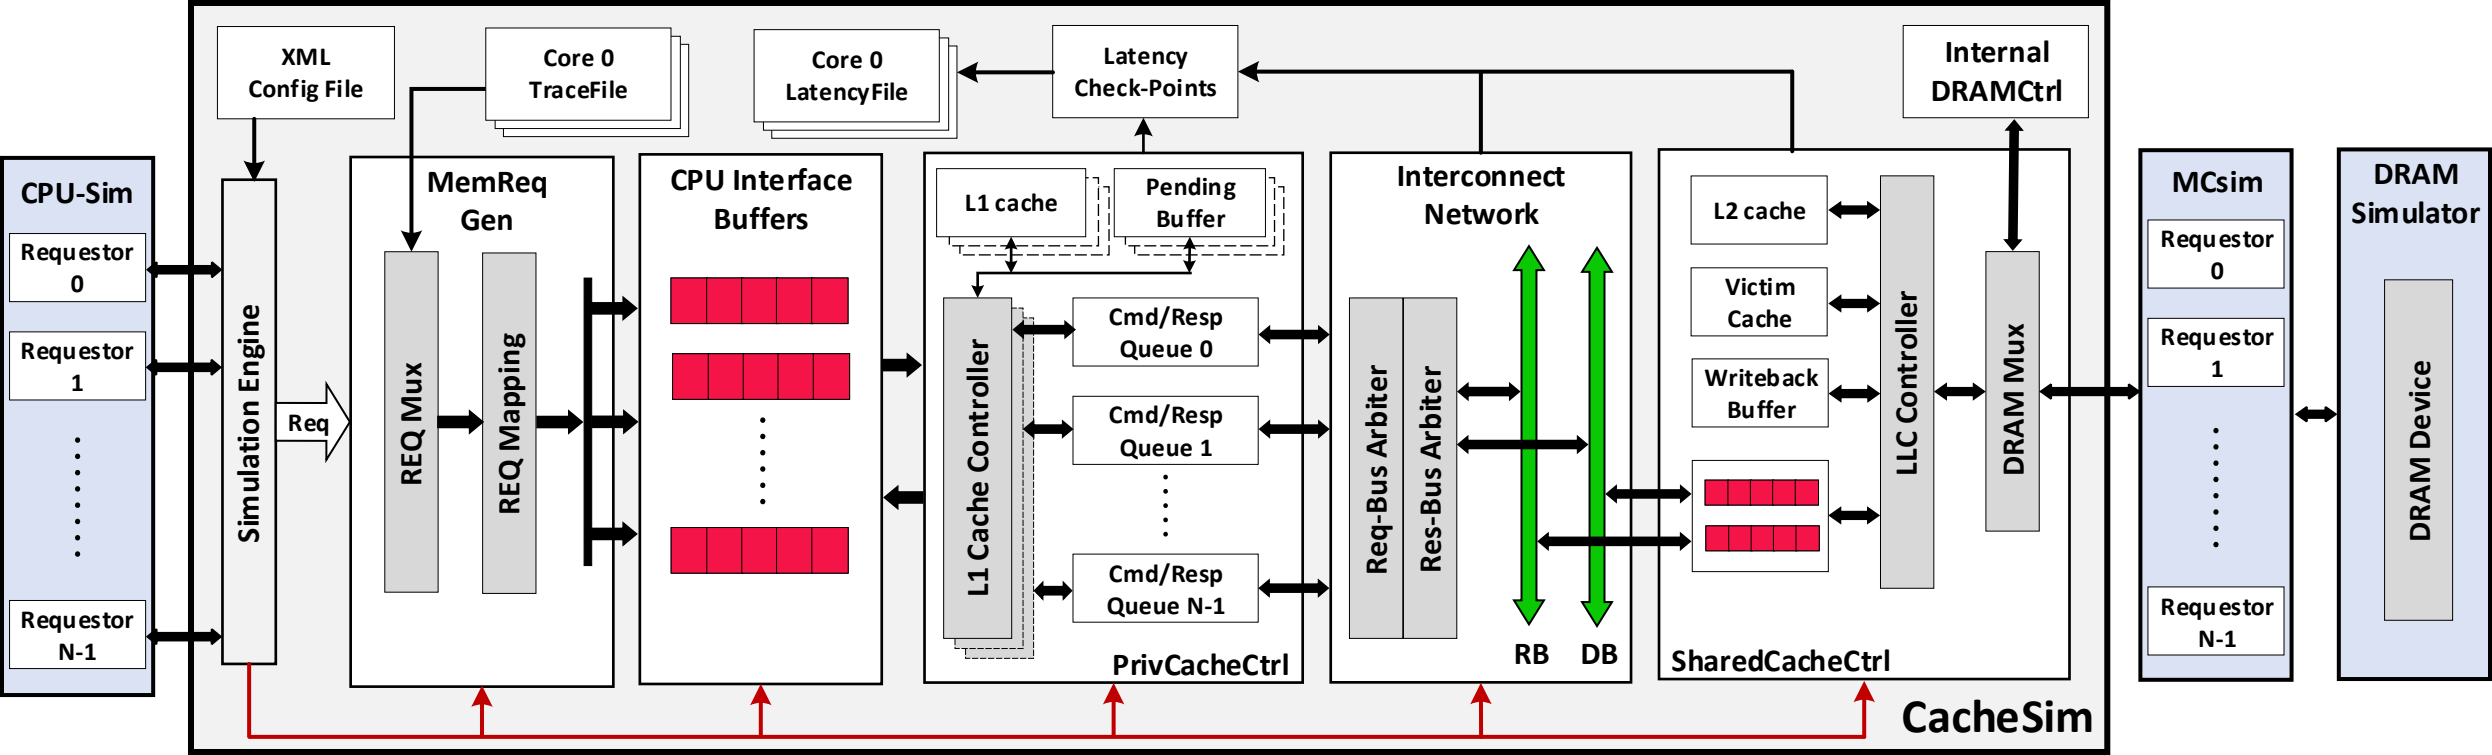 XML
Config File
Core 0
TraceFile
Core 0
LatencyFile
Latency
Check-Points
Internal
DRAMCtrl
CPU-Sim
Requestor
0
Requestor
1
Requestor
N-1
Simulation Engine
Req
MemReq
Gen
REQ Mux
REQ Mapping
CPU Interface
Buffers
L1 cache
Pending
Buffer
L1 Cache Controller
Cmd/Resp
Queue 0
Cmd/Resp
Queue 1
Cmd/Resp
Queue N-1
PrivCacheCtrl
Interconnect
Network
Req-Bus Arbiter
Res-Bus Arbiter
RB
DB
L2 cache
Victim
Cache
Writeback
Buffer
LLC Controller
DRAM Mux
SharedCacheCtrl
CacheSim
MCsim
Requestor
0
Requestor
1
Requestor
N-1
DRAM
Simulator
DRAM Device